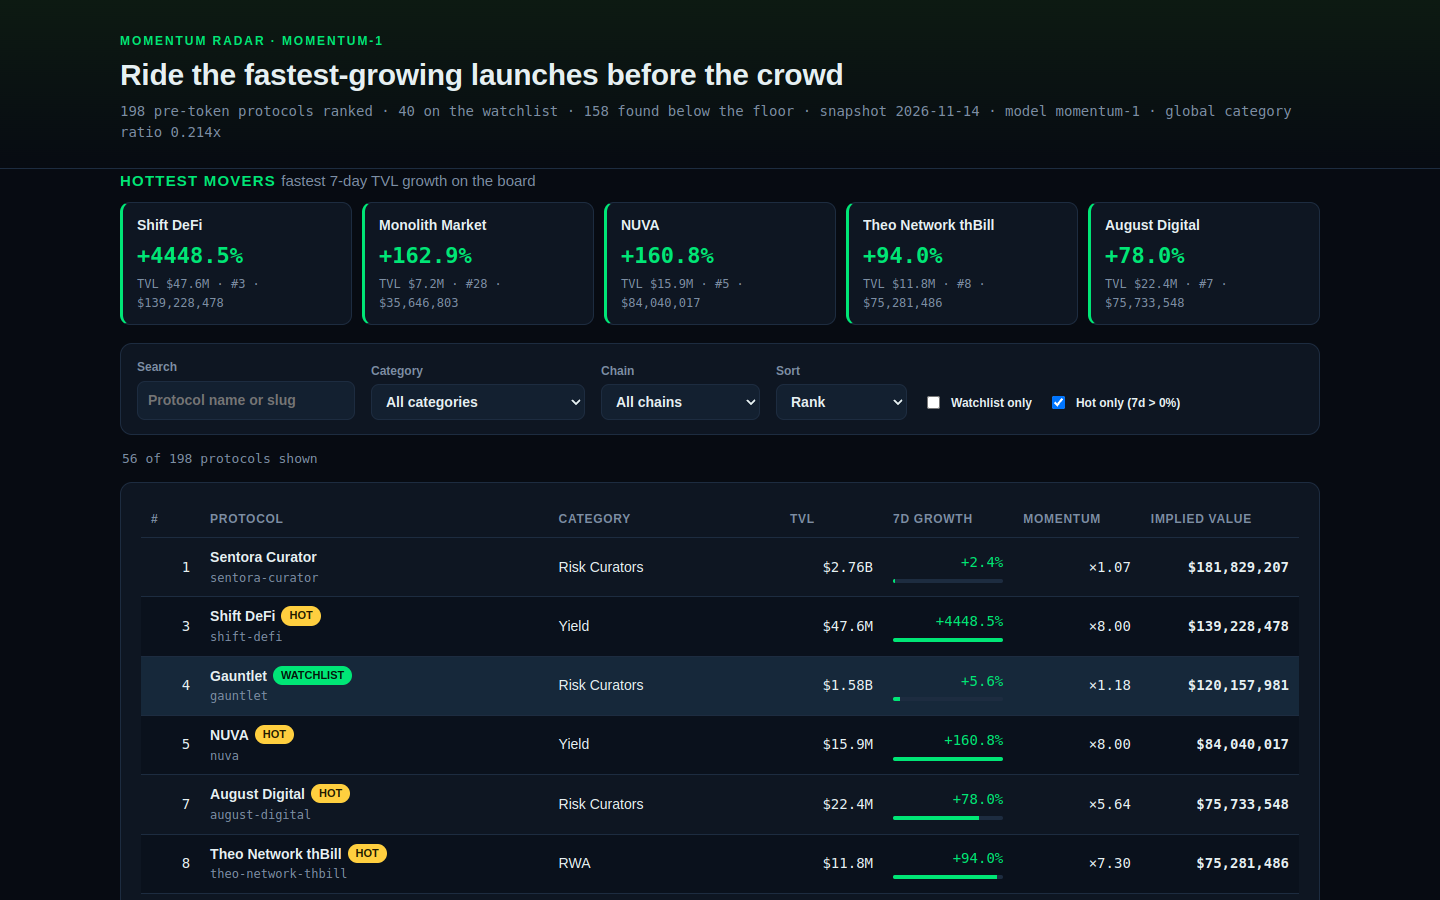 MOMENTUM RADAR · MOMENTUM-1
Ride the fastest-growing launches before the crowd
198 pre-token protocols ranked · 40 on the watchlist · 158 found below the floor · snapshot 2026-11-14 · model momentum-1 · global category
ratio 0.214x
HOTTEST MOVERS fastest 7-day TVL growth on the board
Shift DeFi
+4448.5%
TVL $47.6M · #3 ·
$139,228,478
Monolith Market
+162.9%
TVL $7.2M · #28 ·
$35,646,803
NUVA
+160.8%
TVL $15.9M · #5 ·
$84,040,017
Theo Network thBill
+94.0%
TVL $11.8M · #8 ·
$75,281,486
August Digital
+78.0%
TVL $22.4M · #7 ·
$75,733,548
Search
Protocol name or slug
Category
All categories
Chain
All chains
Sort
Rank
Watchlist only
Hot only (7d > 0%)
56 of 198 protocols shown
# PROTOCOL CATEGORY TVL 7D GROWTH MOMENTUM IMPLIED VALUE
1 Sentora Curator Risk Curators $2.76B +2.4% ×1.07 $181,829,207
sentora-curator
3 Shift DeFi HOT Yield $47.6M +4448.5% ×8.00 $139,228,478
shift-defi
4 Gauntlet WATCHLIST Risk Curators $1.58B +5.6% ×1.18 $120,157,981
gauntlet
5 NUVA HOT Yield $15.9M +160.8% ×8.00 $84,040,017
nuva
7 August Digital HOT Risk Curators $22.4M +78.0% ×5.64 $75,733,548
august-digital
8 Theo Network thBill HOT RWA $11.8M +94.0% ×7.30 $75,281,486
theo-network-thbill